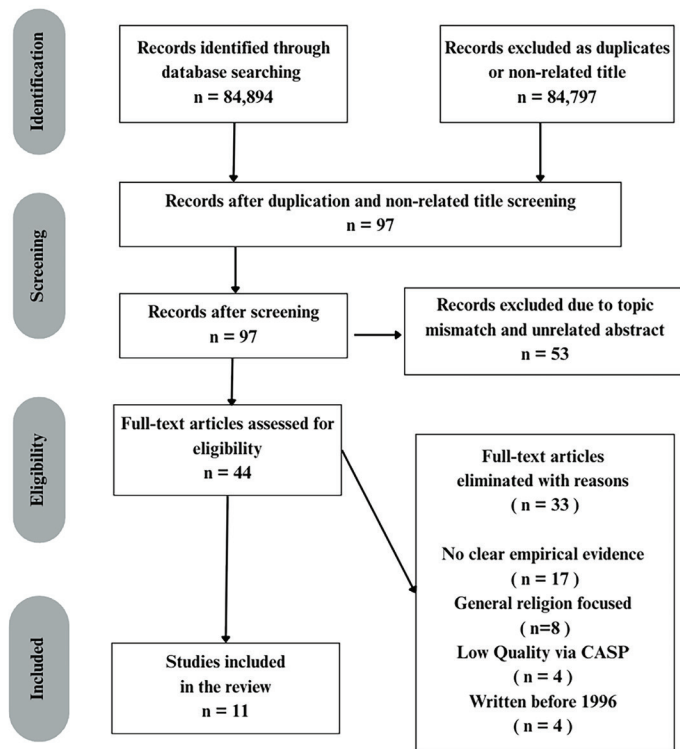 Identification
Records identified through
database searching
n = 84,894
Records excluded as duplicates
or non-related title
n = 84,797
Screening
Records after duplication and non-related title screening
n = 97
Records after screening
n = 97
Records excluded due to topic
mismatch and unrelated abstract
n = 53
Eligibility
Full-text articles assessed for
eligibility
n = 44
Full-text articles
eliminated with reasons
( n = 33 )
No clear empirical evidence
( n = 17 )
General religion focused
( n=8 )
Low Quality via CASP
( n = 4 )
Written before 1996
( n = 4 )
Included
Studies included
in the review
n = 11